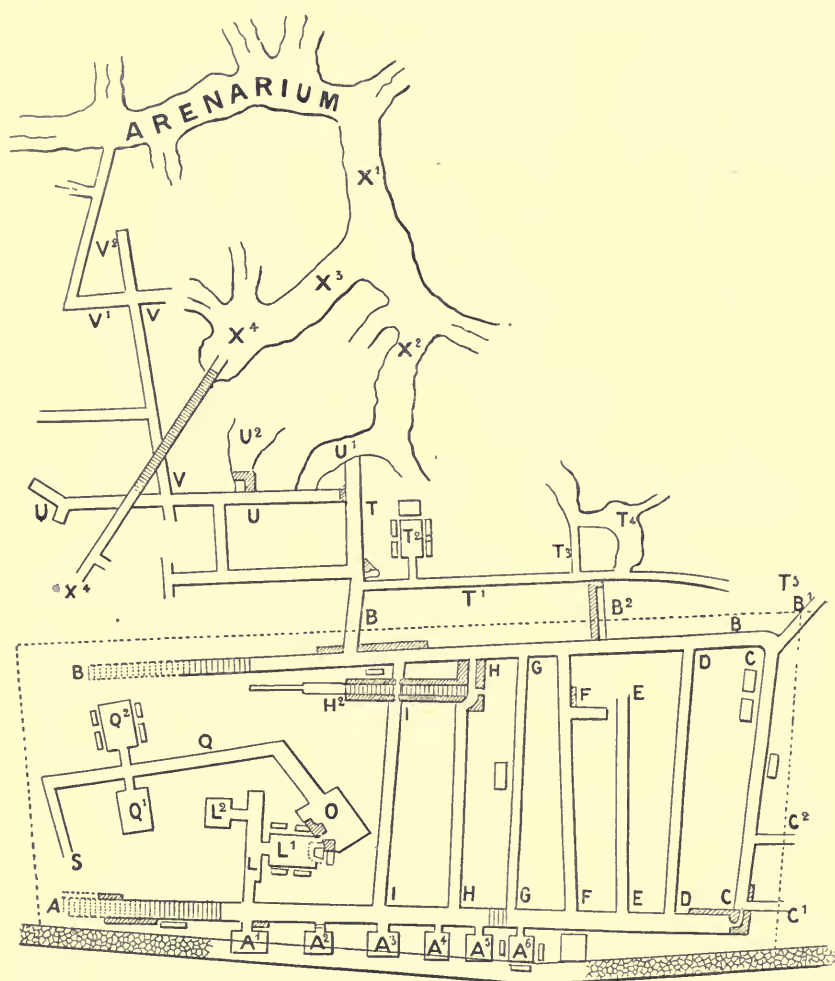 ARENARIUM
X¹
V²
X³
V¹ V X⁴
X²
U² U¹
V
U U T T² T³ T⁴
X⁴
T¹ B² T⁵
B B B¹
B H G D C
H² I F E
Q²
Q
Q¹ L² O
L L¹
S
C²
A I H G F E D C C¹
A¹ A² A³ A⁴ A⁵ A⁶